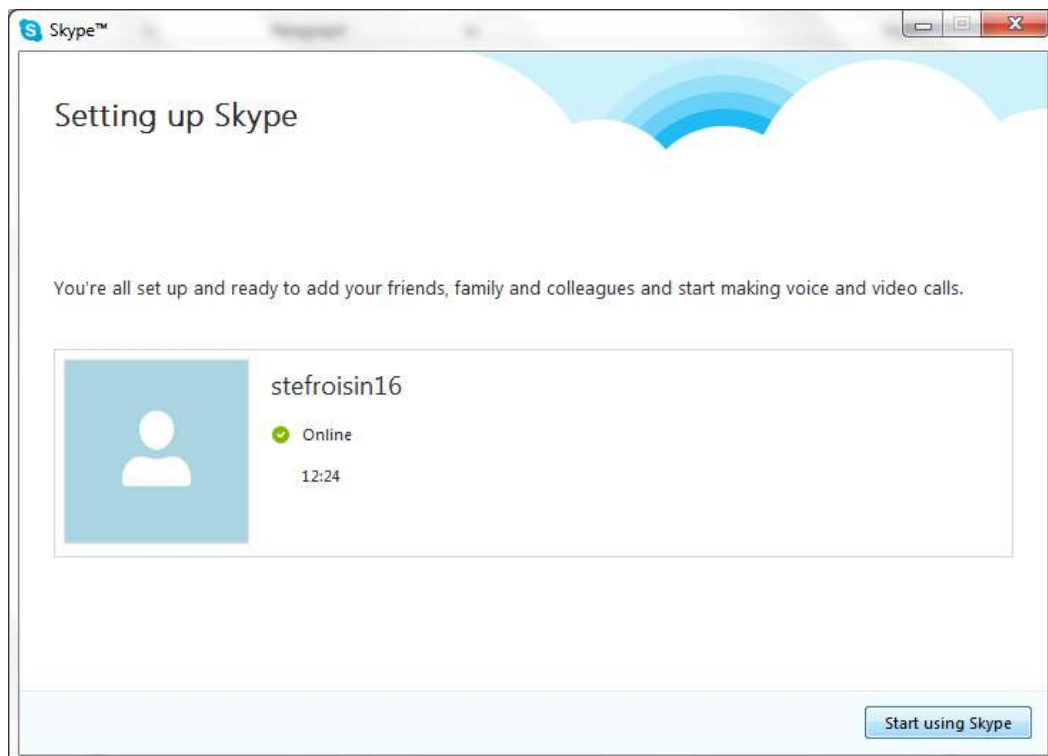 Skype™
Setting up Skype
You're all set up and ready to add your friends, family and colleagues and start making voice and video calls.
stefroisin16
Online
12:24
Start using Skype